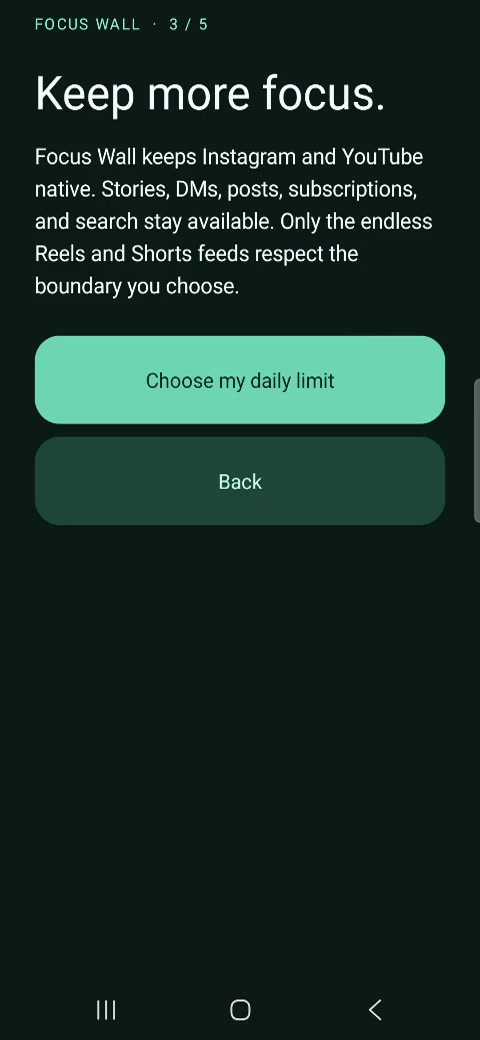 FOCUS WALL · 3 / 5
Keep more focus.
Focus Wall keeps Instagram and YouTube
native. Stories, DMs, posts, subscriptions,
and search stay available. Only the endless
Reels and Shorts feeds respect the
boundary you choose.
Choose my daily limit
Back